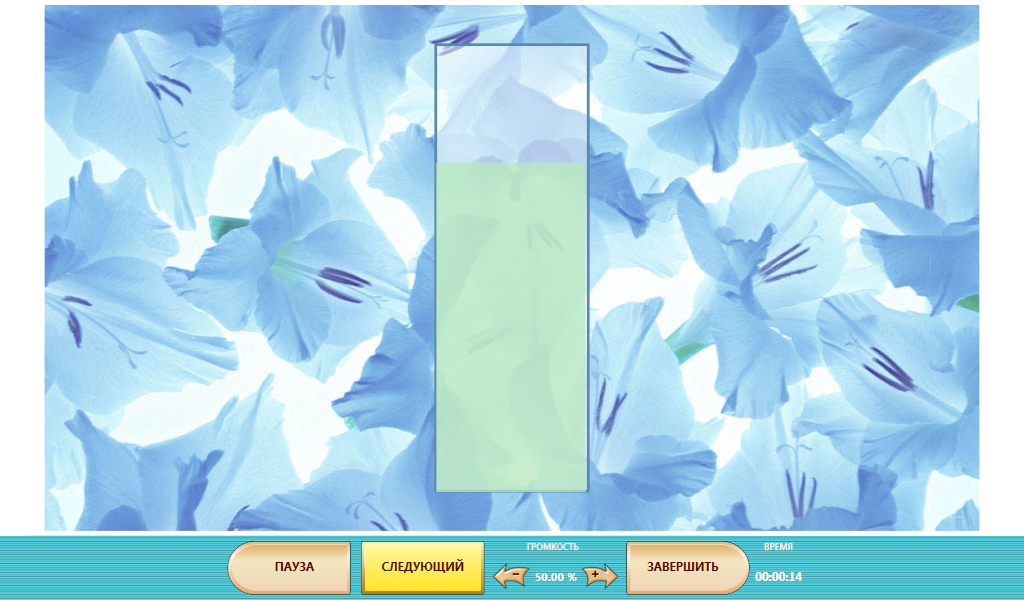 ПАУЗА
СЛЕДУЮЩИЙ
ГРОМКОСТЬ
- 50.00 % +
ЗАВЕРШИТЬ
ВРЕМЯ
00:00:14